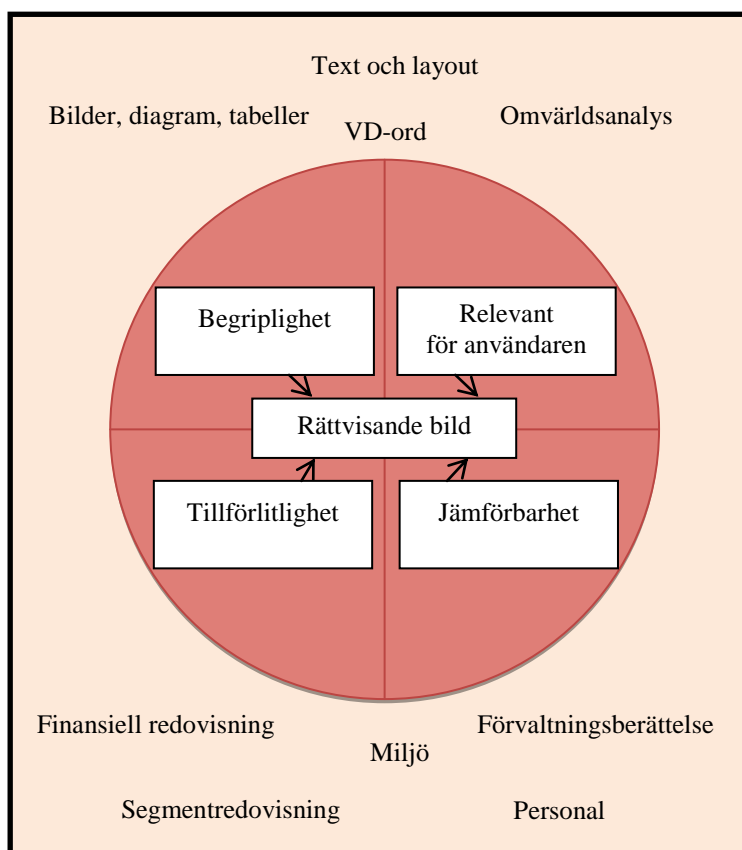 Text och layout
Bilder, diagram, tabeller
Omvärldsanalys
VD-ord
Begriplighet
Relevant
för användaren
Rättvisande bild
Tillförlitlighet
Jämförbarhet
Finansiell redovisning
Förvaltningsberättelse
Miljö
Segmentredovisning
Personal